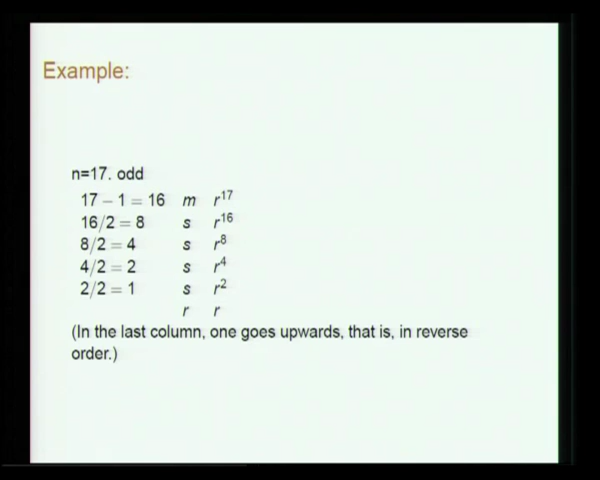 Example:
n=17. odd
17 − 1 = 16 m r^17
16/2 = 8 s r^16
8/2 = 4 s r^8
4/2 = 2 s r^4
2/2 = 1 s r^2
r r
(In the last column, one goes upwards, that is, in reverse
order.)